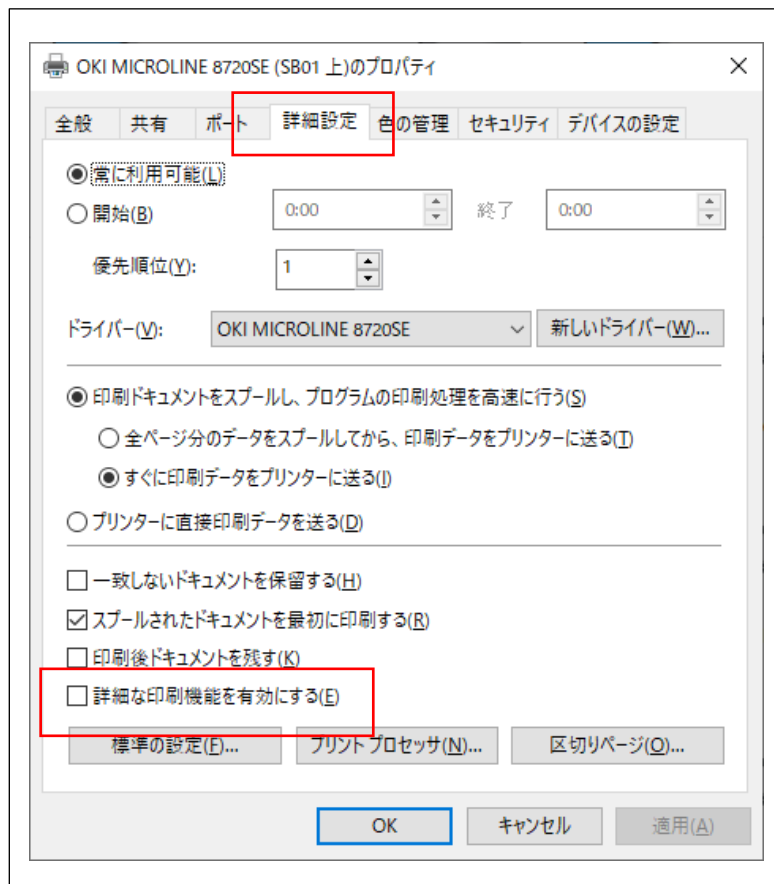 OKI MICROLINE 8720SE (SB01 上)のプロパティ
全般 共有 ポート 詳細設定 色の管理 セキュリティ デバイスの設定
常に利用可能(L)
開始(B) 0:00 終了 0:00
優先順位(Y): 1
ドライバー(V): OKI MICROLINE 8720SE 新しいドライバー(W)...
印刷ドキュメントをスプールし、プログラムの印刷処理を高速に行う(S)
全ページ分のデータをスプールしてから、印刷データをプリンターに送る(T)
すぐに印刷データをプリンターに送る(I)
プリンターに直接印刷データを送る(D)
一致しないドキュメントを保留する(H)
スプールされたドキュメントを最初に印刷する(R)
印刷後ドキュメントを残す(K)
詳細な印刷機能を有効にする(E)
標準の設定(F)... プリント プロセッサ(N)... 区切りページ(O)...
OK キャンセル 適用(A)